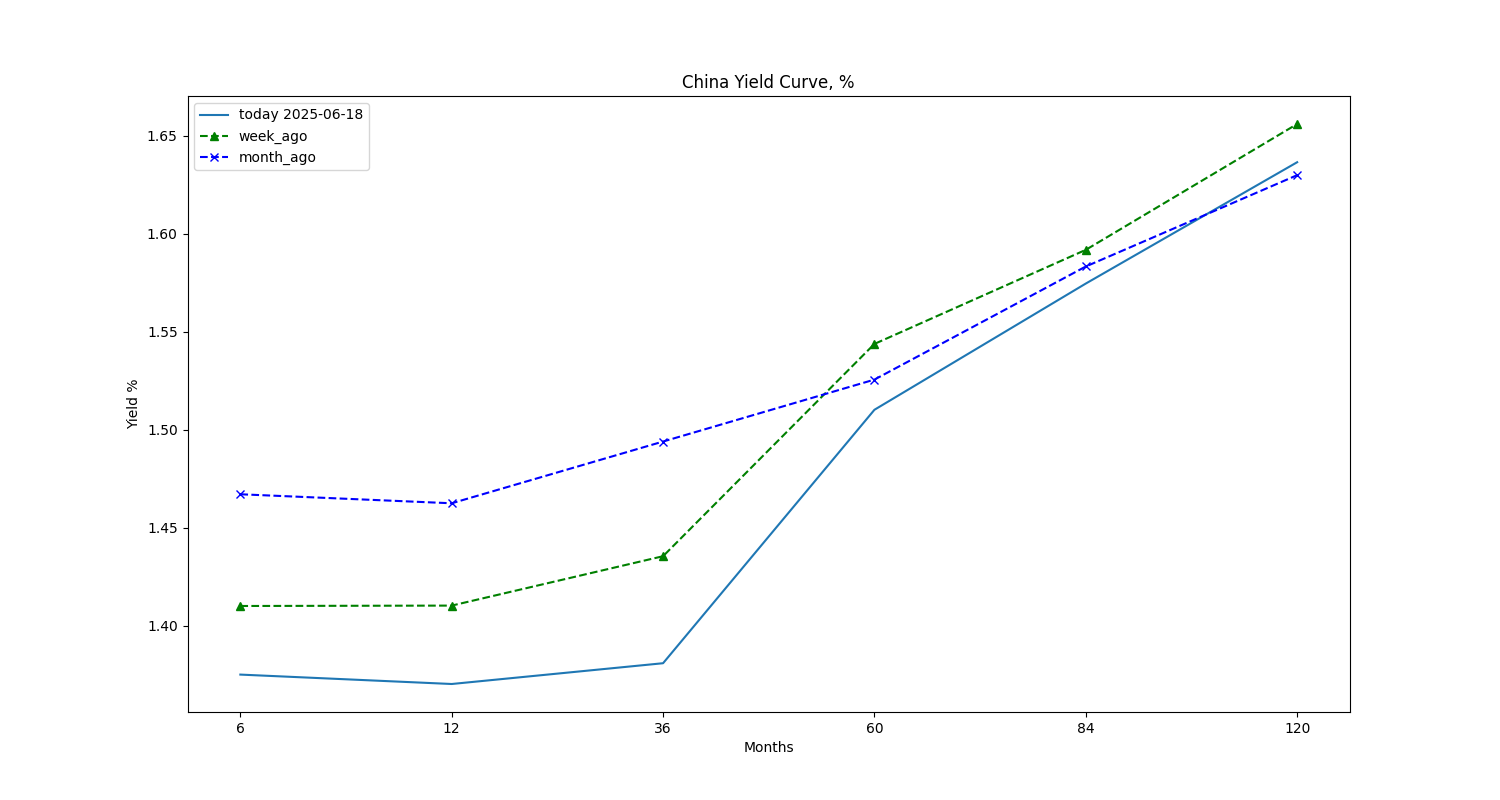 China Yield Curve, %
today 2025-06-18
week_ago
month_ago
1.65
1.60
1.55
1.50
1.45
1.40
Yield %
6 12 36 60 84 120
Months